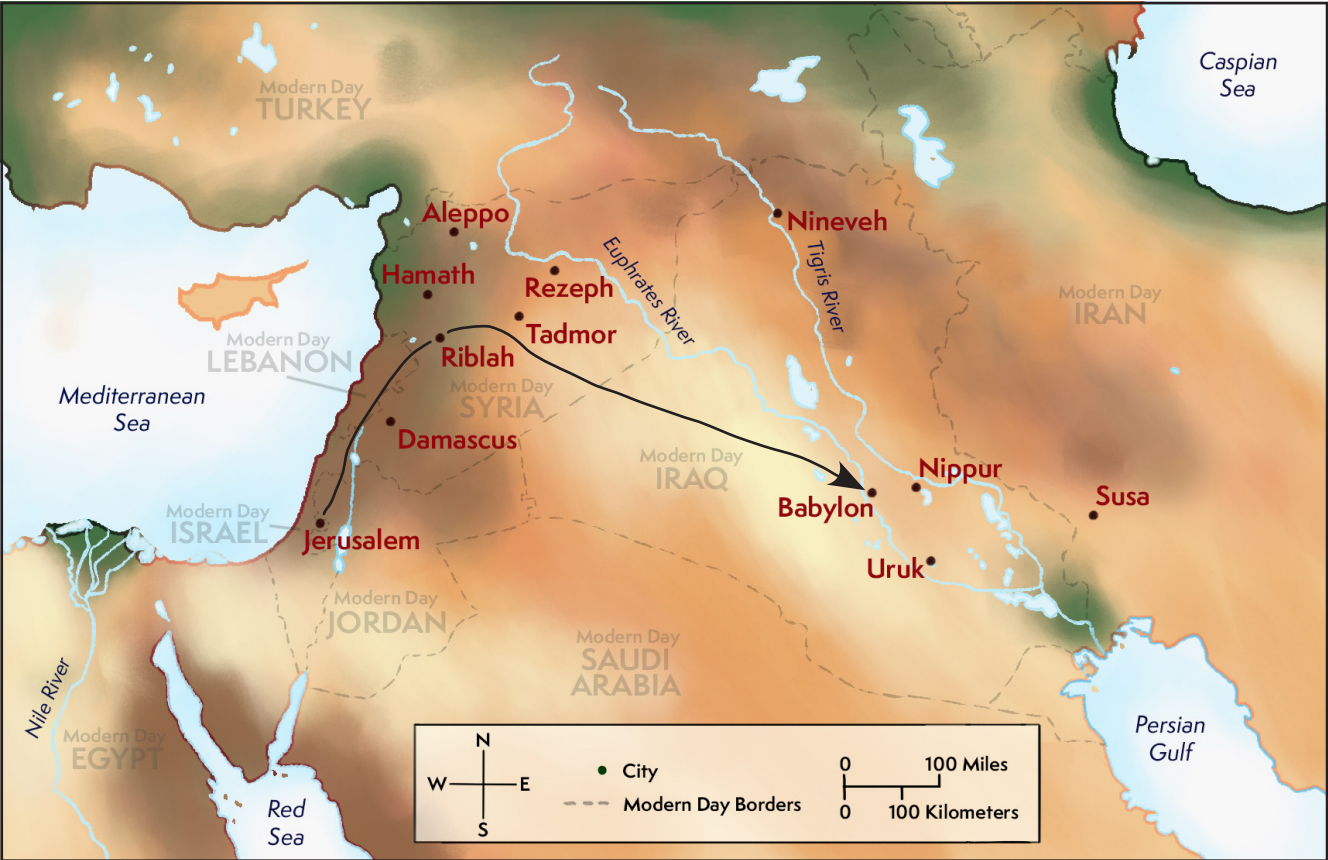 Caspian
Sea
Modern Day
TURKEY
Aleppo
Nineveh
Hamath
Rezeph
Euphrates River
Tigris River
Modern Day
IRAN
Tadmor
Modern Day
LEBANON
Riblah
Modern Day
SYRIA
Mediterranean
Sea
Damascus
Modern Day
IRAQ
Nippur
Babylon
Susa
Modern Day
ISRAEL
Jerusalem
Uruk
Modern Day
JORDAN
Modern Day
SAUDI
ARABIA
Nile River
Modern Day
EGYPT
Red
Sea
Persian
Gulf
N
W E
S
City
Modern Day Borders
0 100 Miles
0 100 Kilometers